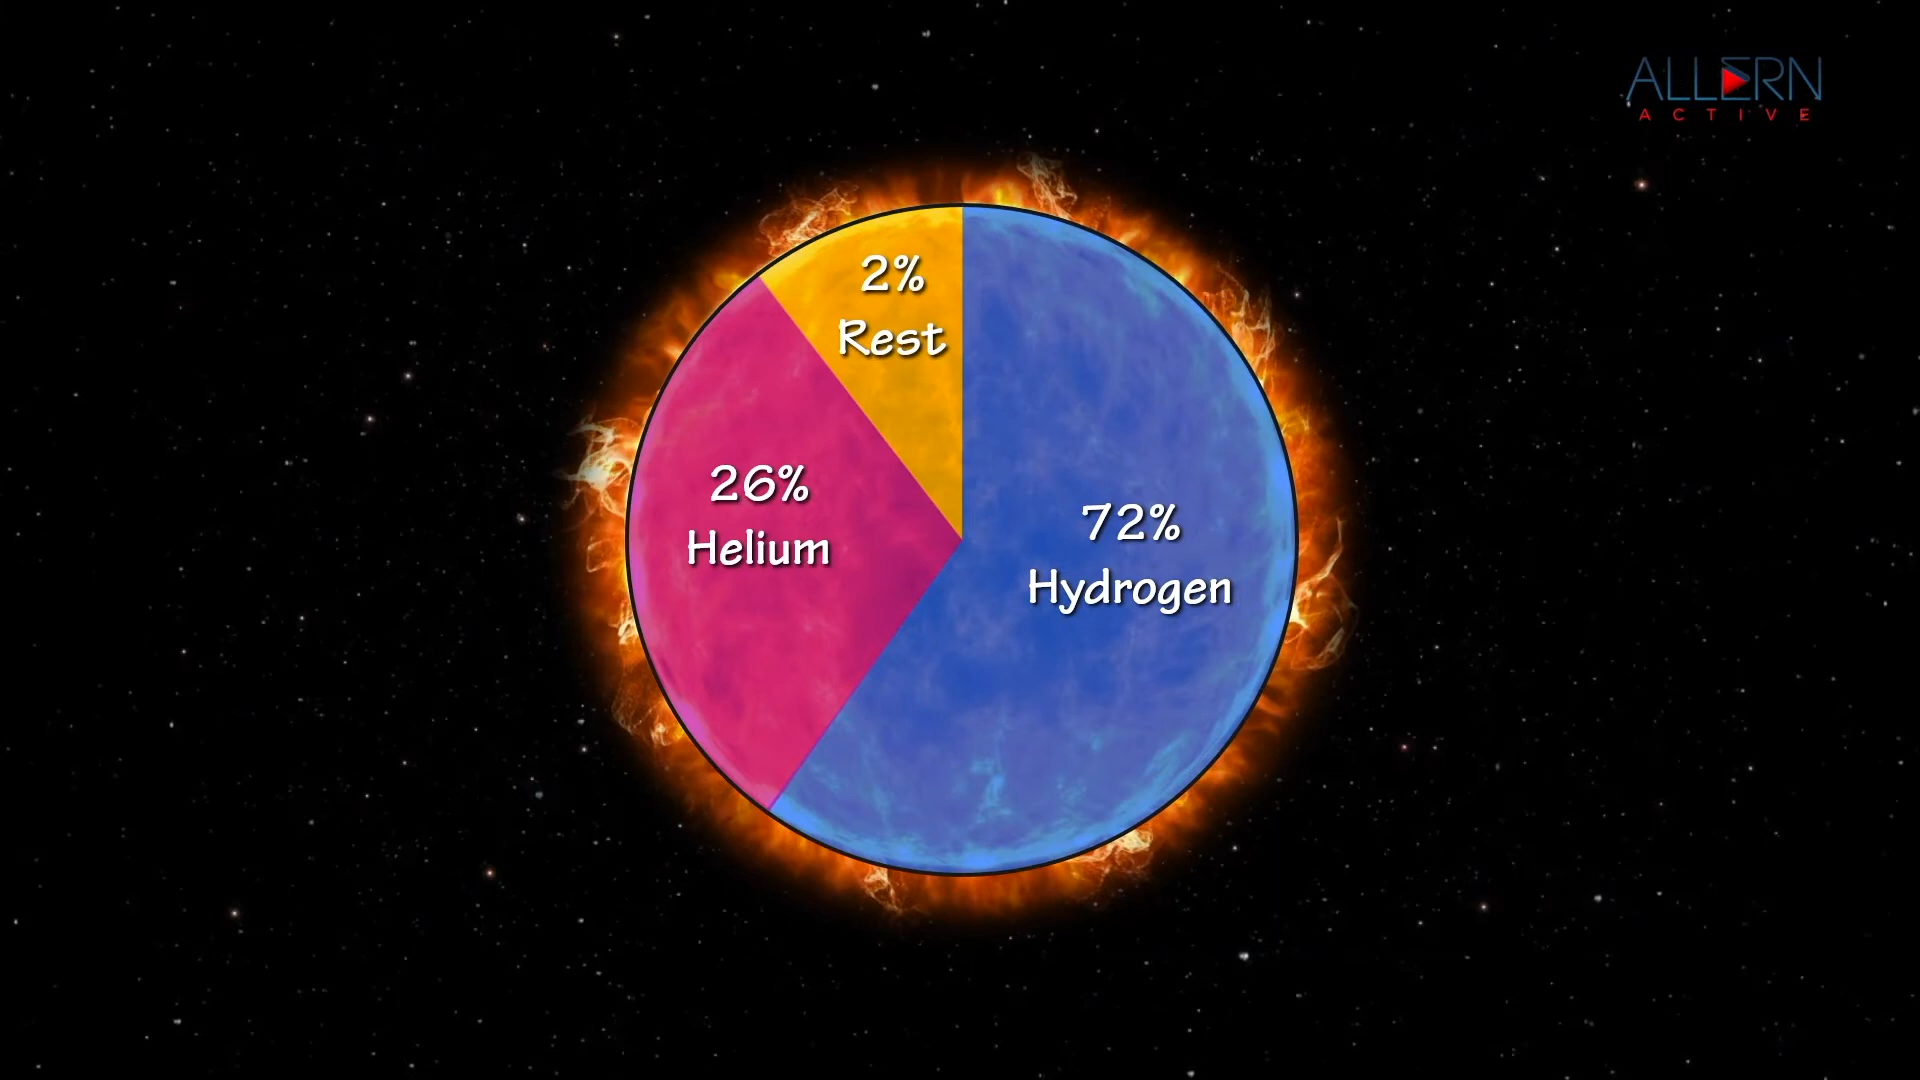 ALLERN
ACTIVE
2%
Rest
26%
Helium
72%
Hydrogen